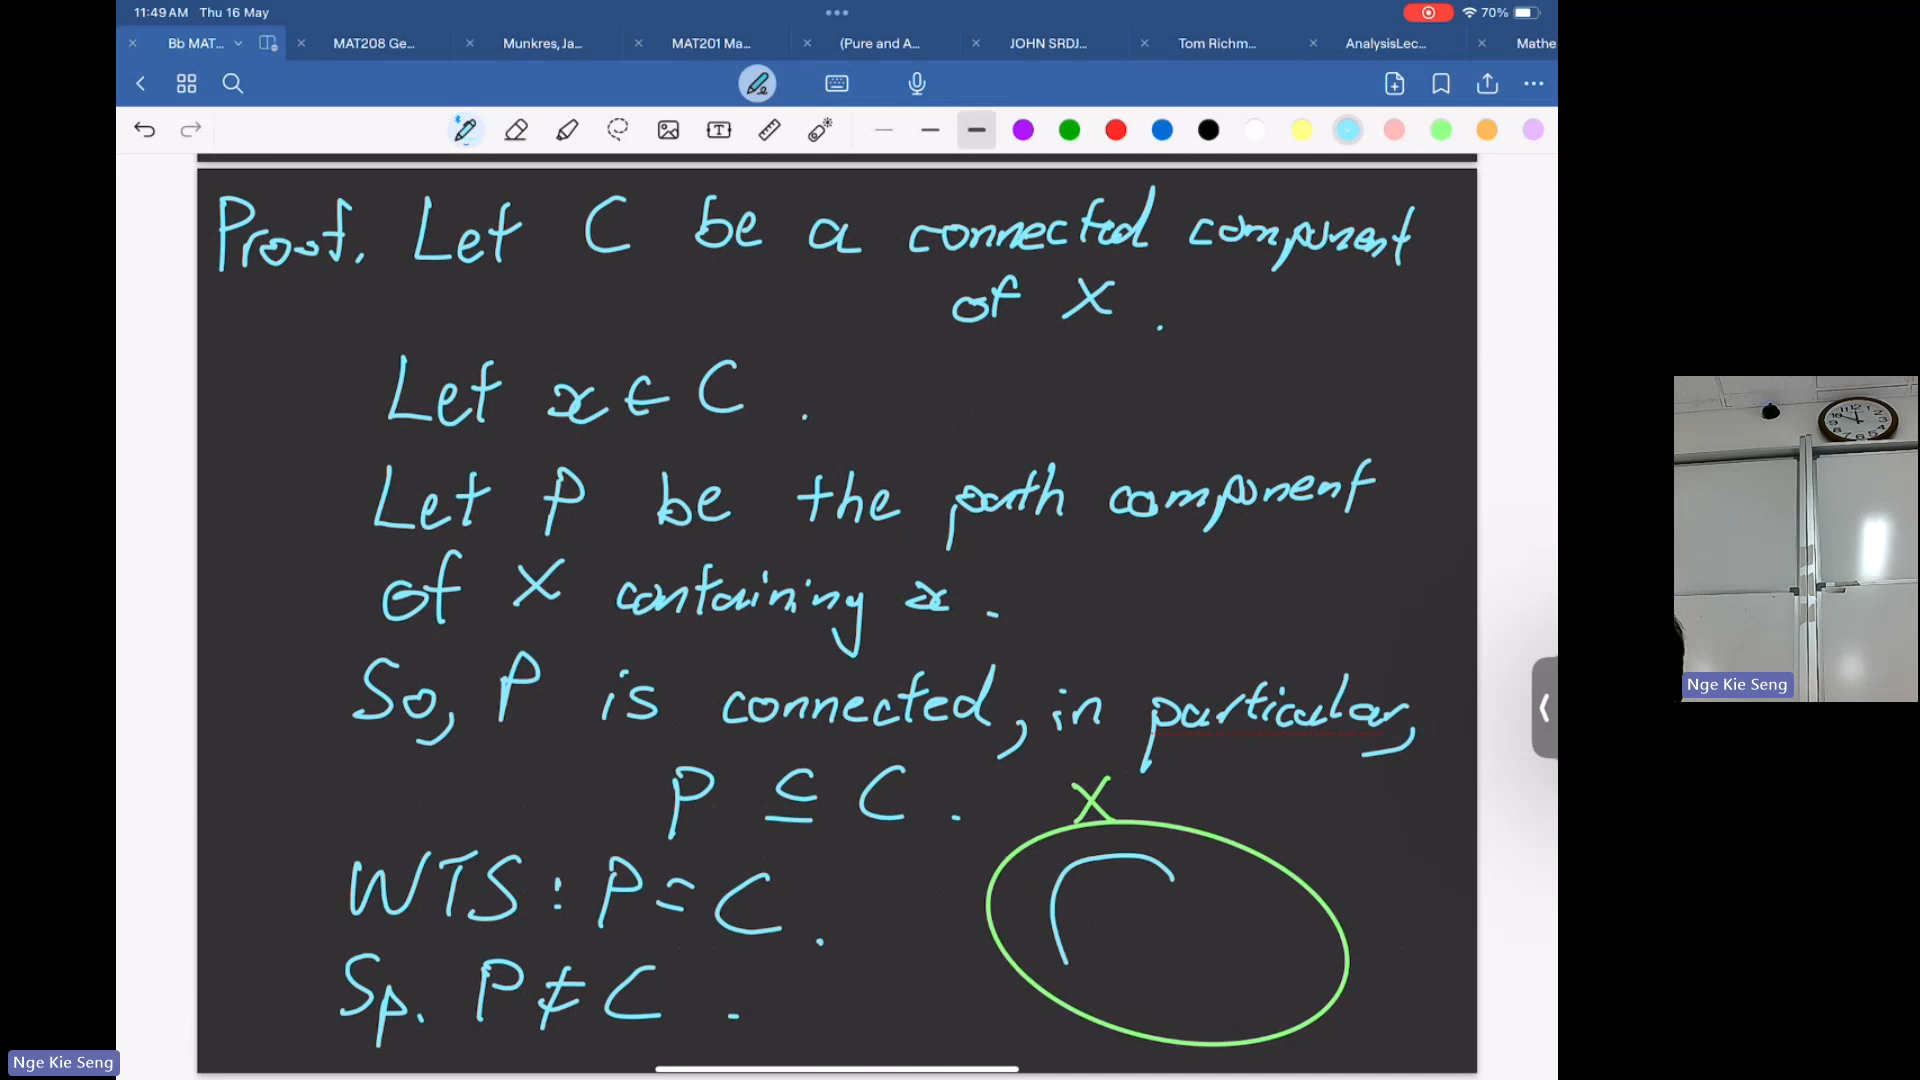 11:49 AM Thu 16 May
70%
Bb MAT...
MAT208 Ge...
Munkres, Ja...
MAT201 Ma...
(Pure and A...
JOHN SRDJ...
Tom Richm...
AnalysisLec...
Mathe
Proof. Let C be a connected component
of X.
Let x ∈ C.
Let P be the path component
of X containing x.
So, P is connected, in particular,
P ⊆ C.
X
WTS: P = C.
Sp. P ≠ C.
Nge Kie Seng
Nge Kie Seng